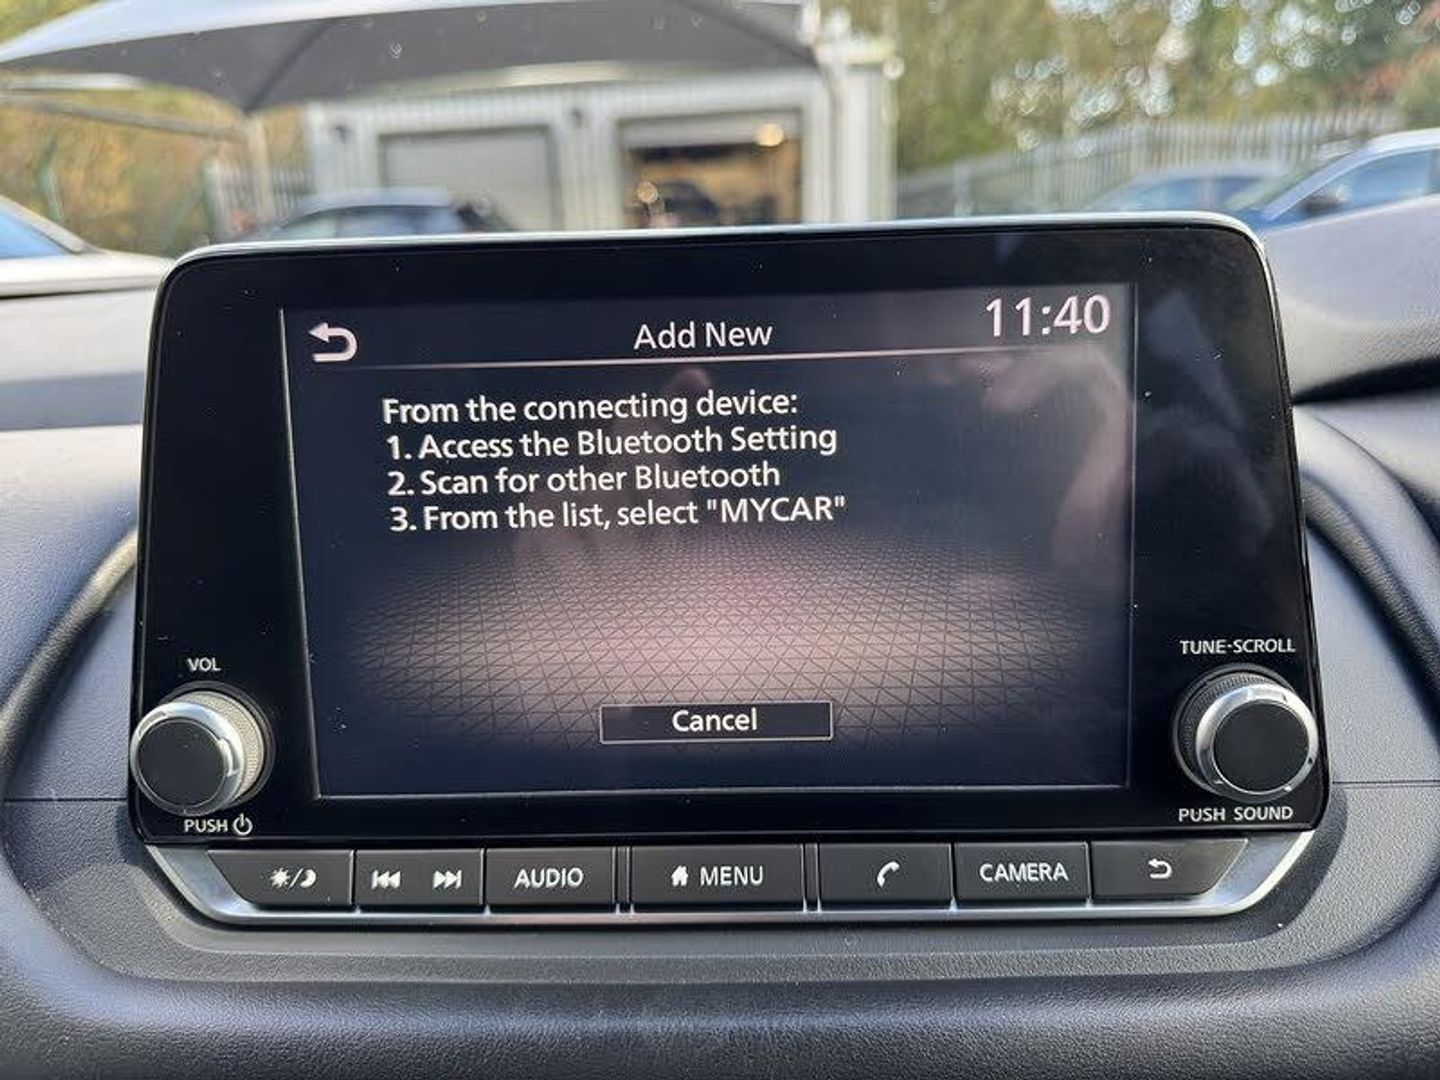 Add New
11:40
From the connecting device:
1. Access the Bluetooth Setting
2. Scan for other Bluetooth
3. From the list, select "MYCAR"
Cancel
VOL
PUSH
TUNE·SCROLL
PUSH SOUND
AUDIO
MENU
CAMERA